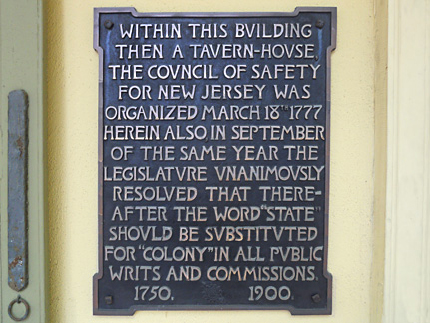 WITHIN THIS BVILDING
THEN A TAVERN-HOVSE,
THE COVNCIL OF SAFETY
FOR NEW JERSEY WAS
ORGANIZED MARCH 18TH 1777
HEREIN ALSO, IN SEPTEMBER
OF THE SAME YEAR THE
LEGISLATVRE VNANIMOVSLY
RESOLVED THAT THERE-
AFTER THE WORD "STATE"
SHOVLD BE SVBSTITVTED
FOR "COLONY" IN ALL PVBLIC
WRITS AND COMMISSIONS.
1750. 1900.